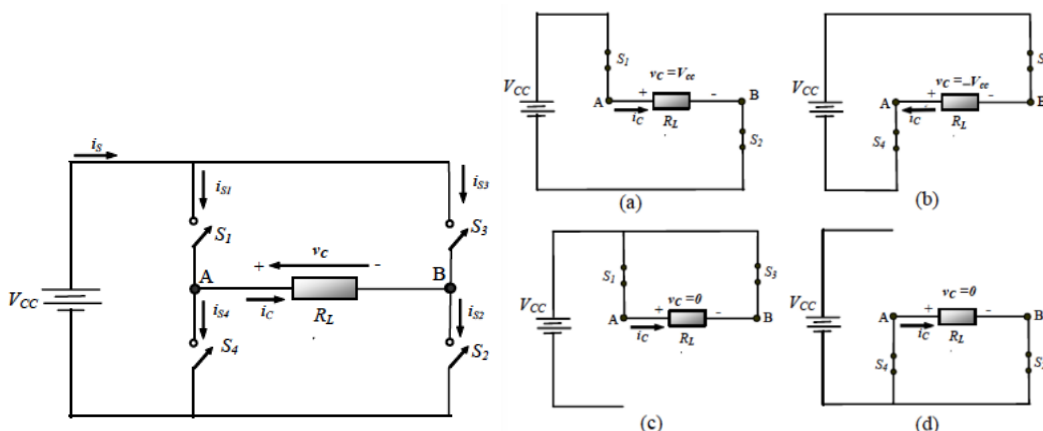 i_S
i_S1
i_S3
S_1
S_3
+ v_C -
A
B
V_CC
i_S4
i_C
R_L
i_S2
S_4
S_2
S_1
v_C = V_cc
V_CC
A + - B
i_C
R_L
S_2
(a)
S
v_C = -V_cc
V_CC
A + - B
i_C
R_L
S_4
(b)
S_1
S_3
v_C = 0
V_CC
A + - B
i_C
R_L
(c)
V_CC
v_C = 0
A + - B
i_C
R_L
S_4
S
(d)